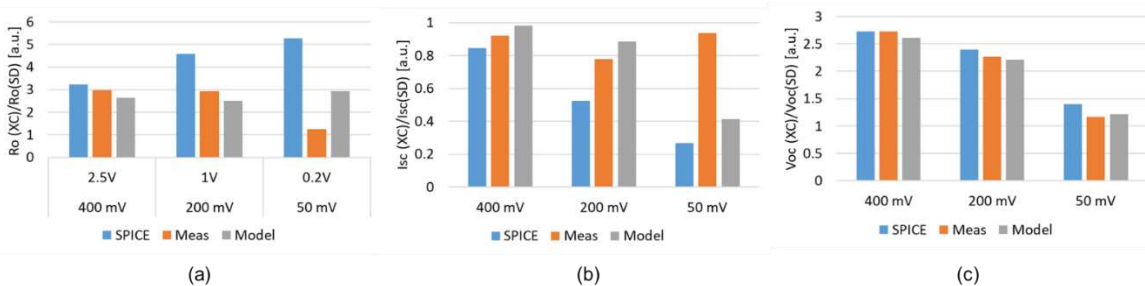 (a)
Ro (XC)/Ro(SD) [a.u.]
6
5
4
3
2
1
0
2.5V 1V 0.2V
400 mV 200 mV 50 mV
SPICE Meas Model
(b)
Isc (XC)/Isc(SD) [a.u.]
1
0.8
0.6
0.4
0.2
0
400 mV 200 mV 50 mV
SPICE Meas Model
(c)
Voc (XC)/Voc(SD) [a.u.]
3
2.5
2
1.5
1
0.5
0
400 mV 200 mV 50 mV
SPICE Meas Model
(a) (b) (c)